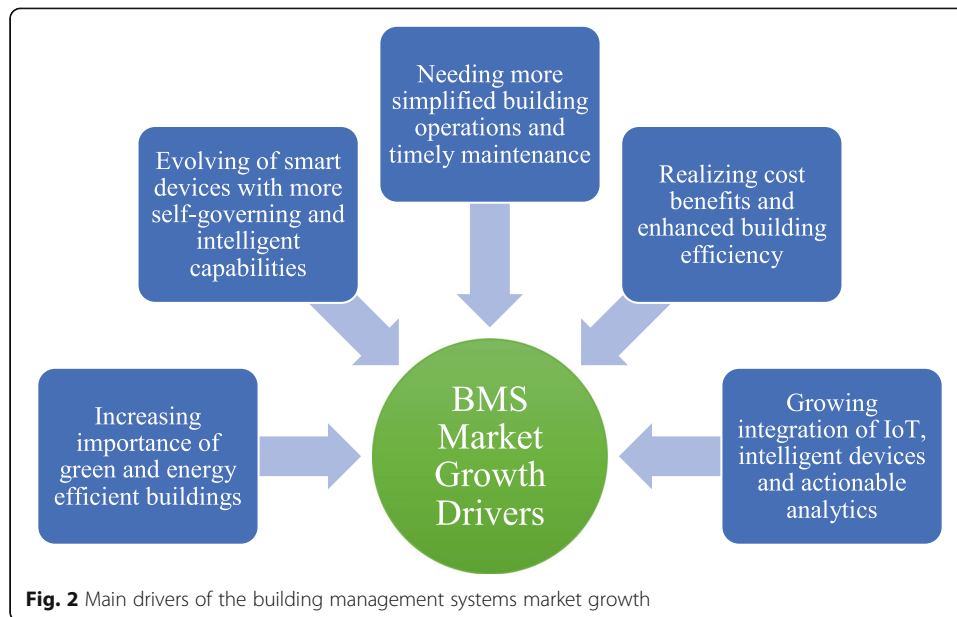 Needing more
simplified building
operations and
timely maintenance
Evolving of smart
devices with more
self-governing and
intelligent
capabilities
Realizing cost
benefits and
enhanced building
efficiency
Increasing
importance of
green and energy
efficient buildings
BMS
Market
Growth
Drivers
Growing
integration of IoT,
intelligent devices
and actionable
analytics
Fig. 2 Main drivers of the building management systems market growth